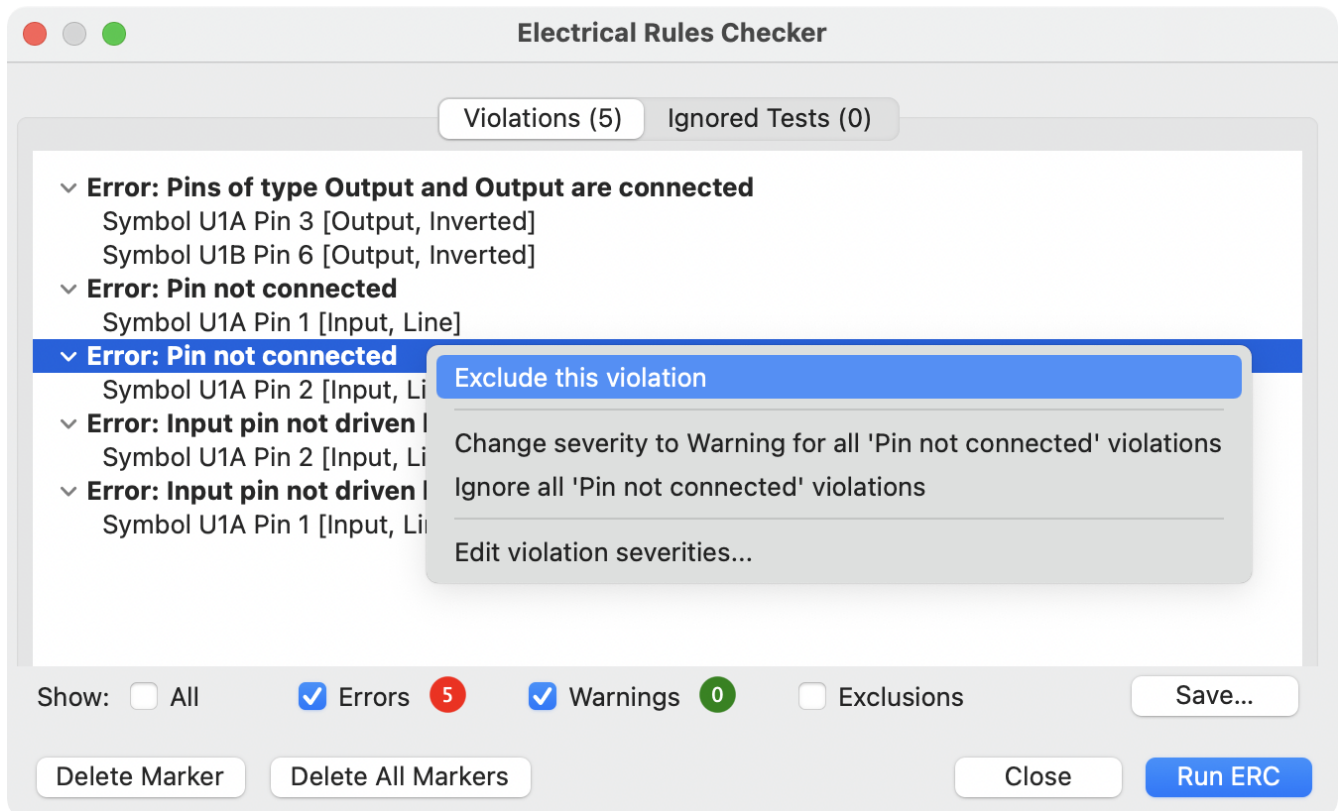 Electrical Rules Checker
Violations (5)
Ignored Tests (0)
Error: Pins of type Output and Output are connected
Symbol U1A Pin 3 [Output, Inverted]
Symbol U1B Pin 6 [Output, Inverted]
Error: Pin not connected
Symbol U1A Pin 1 [Input, Line]
Error: Pin not connected
Symbol U1A Pin 2 [Input,
Error: Input pin not driven
Symbol U1A Pin 2 [Input,
Error: Input pin not driven
Symbol U1A Pin 1 [Input,
Exclude this violation
Change severity to Warning for all 'Pin not connected' violations
Ignore all 'Pin not connected' violations
Edit violation severities...
Show: All Errors 5 Warnings 0 Exclusions Save...
Delete Marker Delete All Markers Close Run ERC